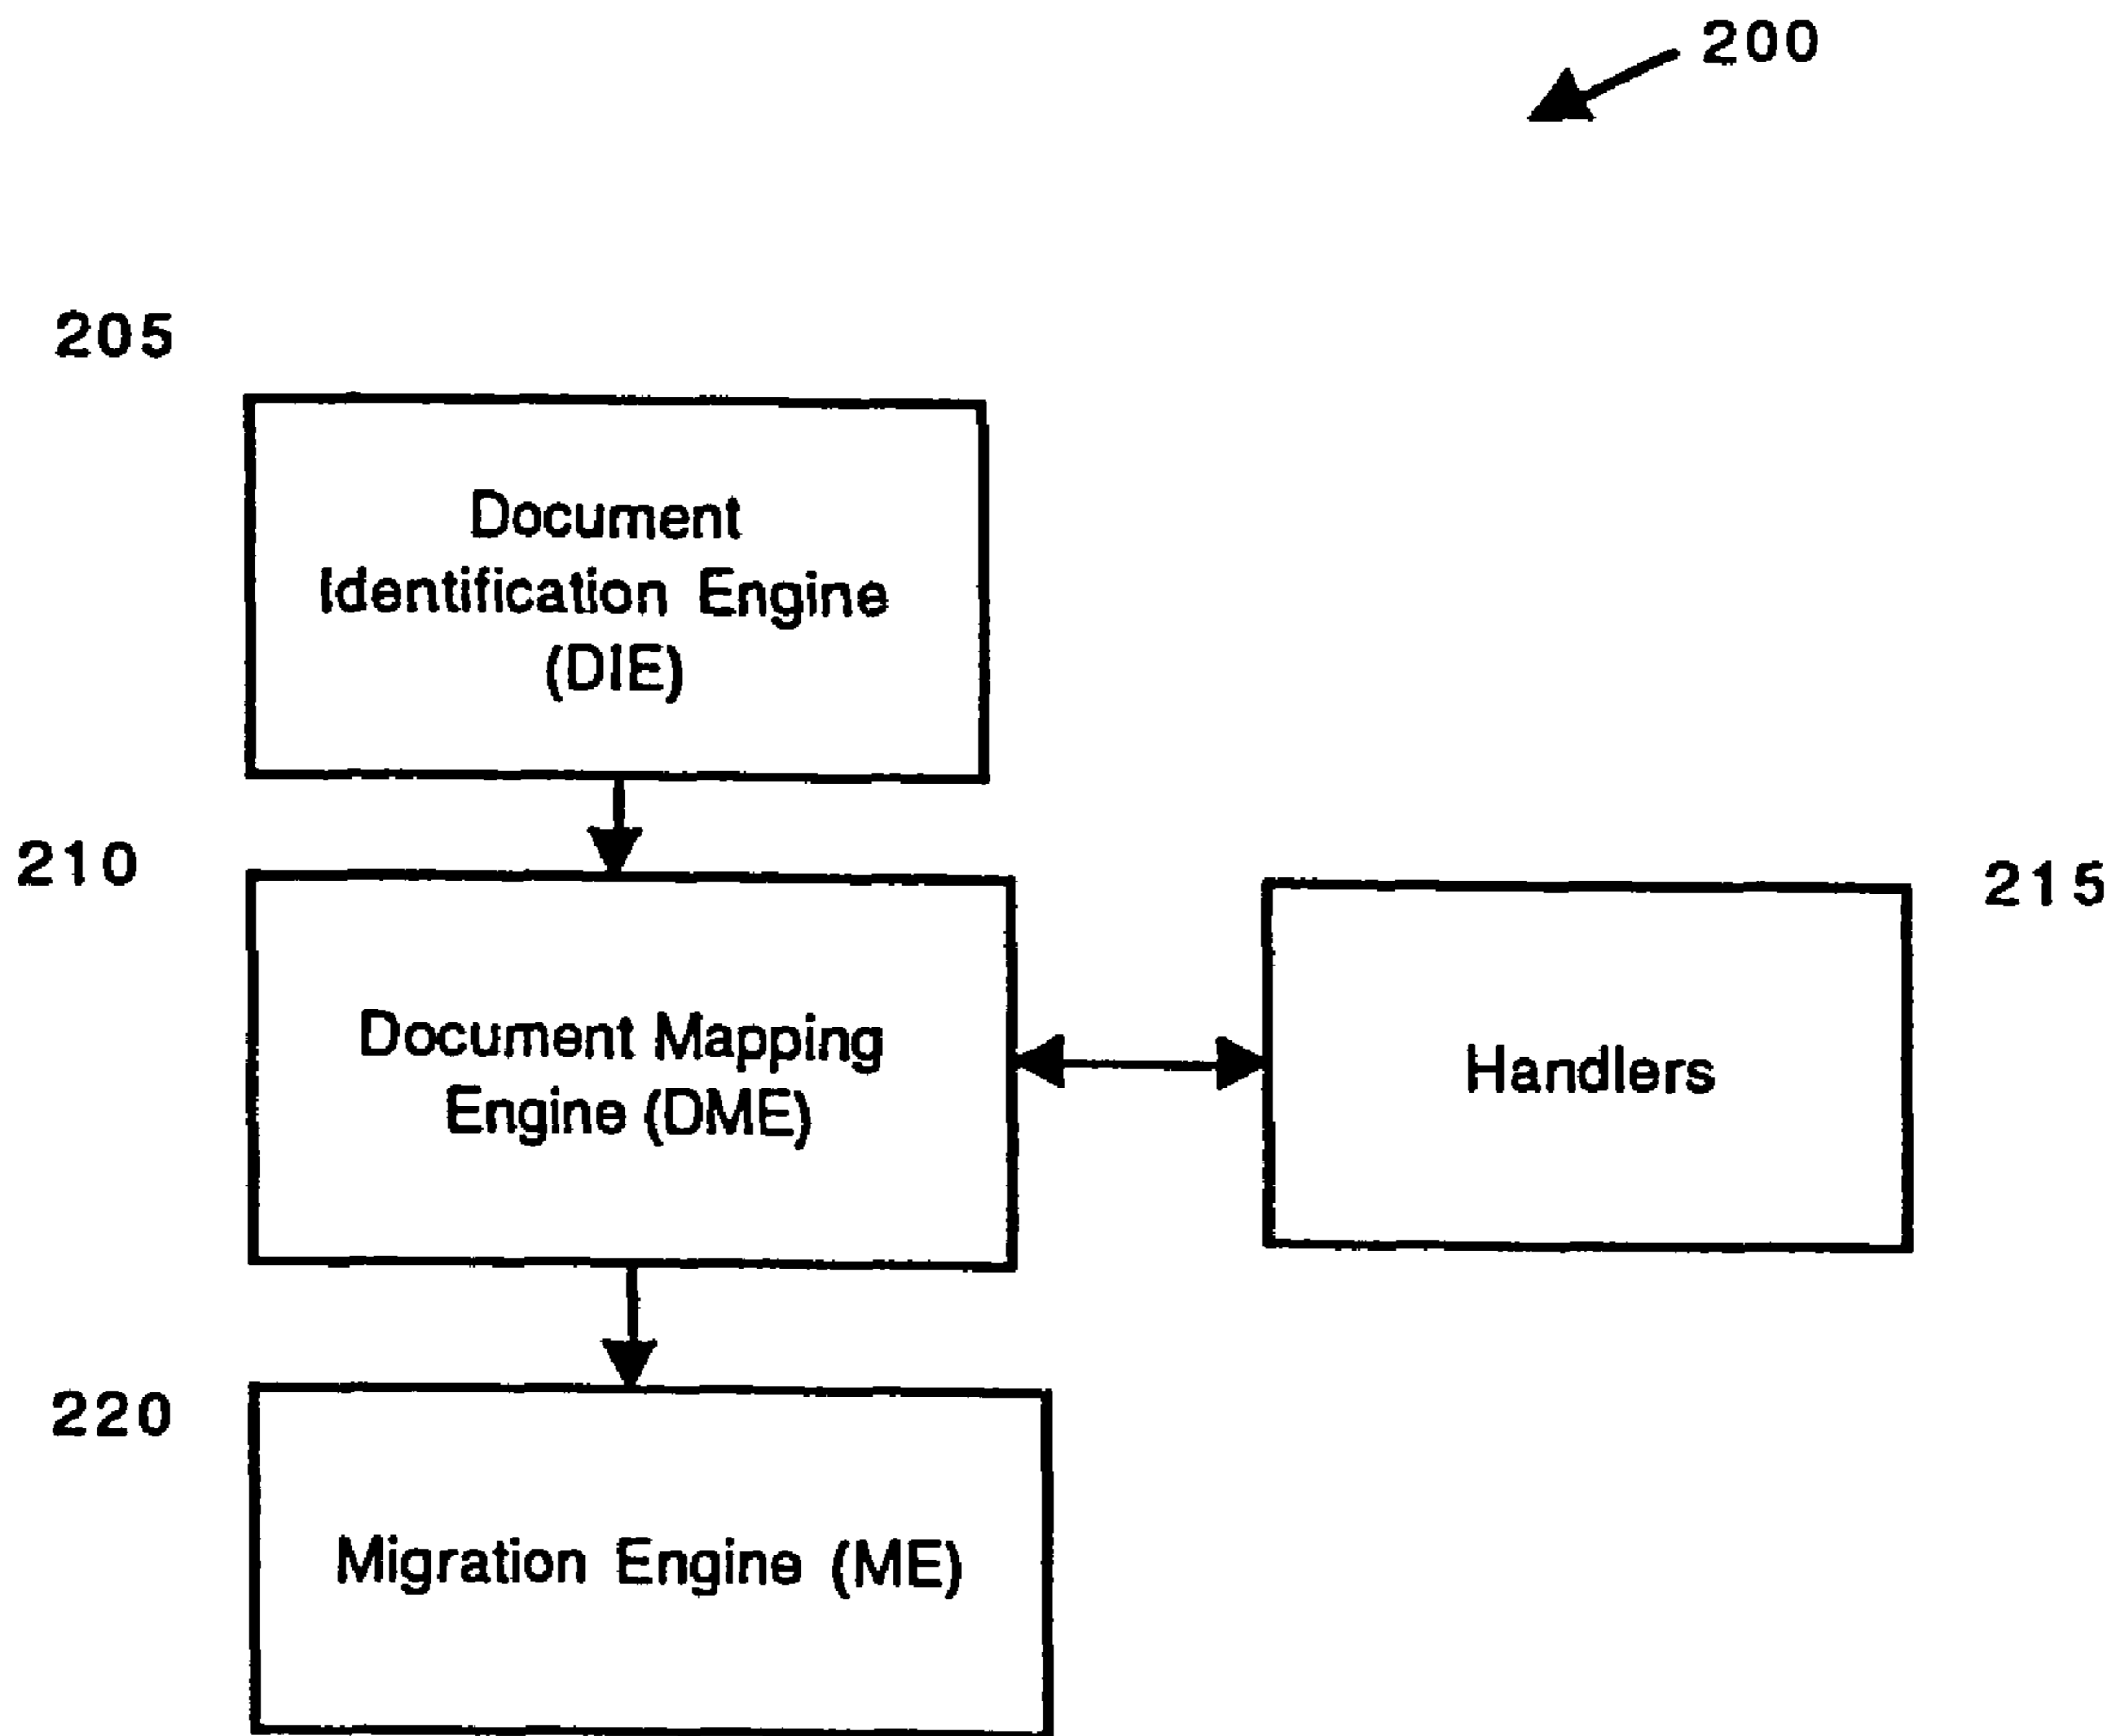 200
205
Document
Identification Engine
(DIE)
210
215
Document Mapping
Engine (DME)
Handlers
220
Migration Engine (ME)